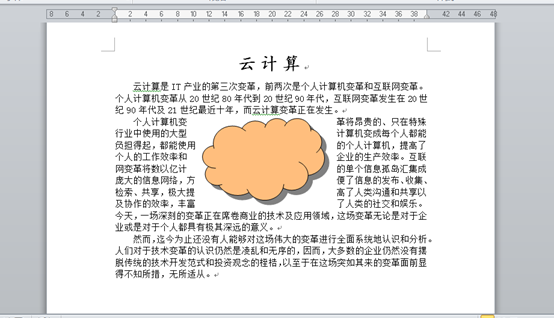 8 6 4 2 2 4 6 8 10 12 14 16 18 20 22 24 26 28 30 32 34 36 38 42 44 46 48
云计算
云计算是 IT 产业的第三次变革，前两次是个人计算机变革和互联网变革。
个人计算机变革从 20 世纪 80 年代到 20 世纪 90 年代，互联网变革发生在 20 世
纪 90 年代及 21 世纪最近十年，而云计算变革正在发生。
个人计算机变 革将昂贵的、只在特殊
行业中使用的大型 计算机变成每个人都能
负担得起，都能使用 的个人计算机，提高了
个人的工作效率和 企业的生产效率。互联
网变革将数以亿计 的单个信息孤岛汇集成
庞大的信息网络，方 便了信息的发布、收集、
检索、共享，极大提 高了人类沟通和共享以
及协作的效率，丰富 了人类的社交和娱乐。
今天，一场深刻的变革正在席卷商业的技术及应用领域，这场变革无论是对于企
业或是对于个人都具有极其深远的意义。
然而，迄今为止还没有人能够对这场伟大的变革进行全面系统地认识和分析。
人们对于技术变革的认识仍然是凌乱和无序的，因而，大多数的企业仍然没有摆
脱传统的技术开发范式和投资观念的桎梏，以至于在这场突如其来的变革面前显
得不知所措，无所适从。